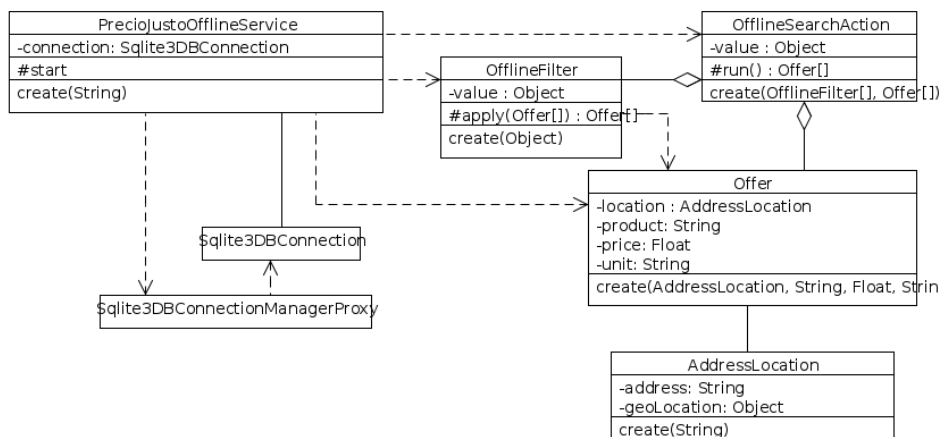 PrecioJustoOfflineService
-connection: Sqlite3DBConnection
#start
create(String)
OfflineSearchAction
-value : Object
#run() : Offer[]
create(OfflineFilter[], Offer[])
OfflineFilter
-value : Object
#apply(Offer[]) : Offer[]
create(Object)
Offer
-location : AddressLocation
-product: String
-price: Float
-unit: String
create(AddressLocation, String, Float, Strin
Sqlite3DBConnection
Sqlite3DBConnectionManagerProxy
AddressLocation
-address: String
-geoLocation: Object
create(String)